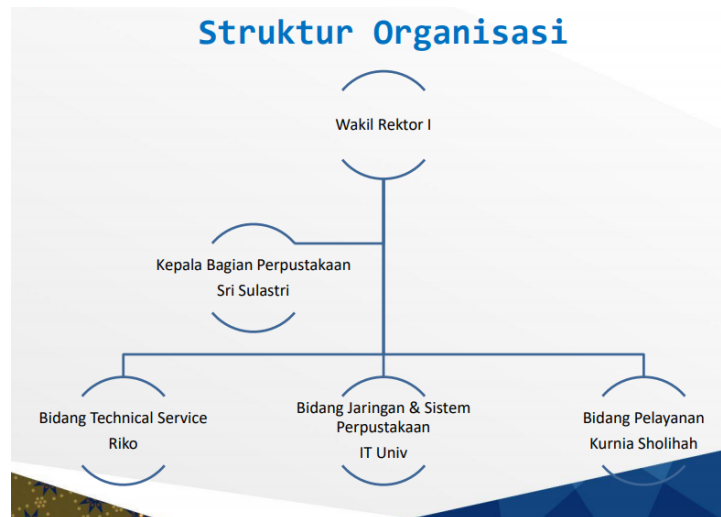 Struktur Organisasi
Wakil Rektor I
Kepala Bagian Perpustakaan
Sri Sulastri
Bidang Technical Service
Riko
Bidang Jaringan & Sistem
Perpustakaan
IT Univ
Bidang Pelayanan
Kurnia Sholihah